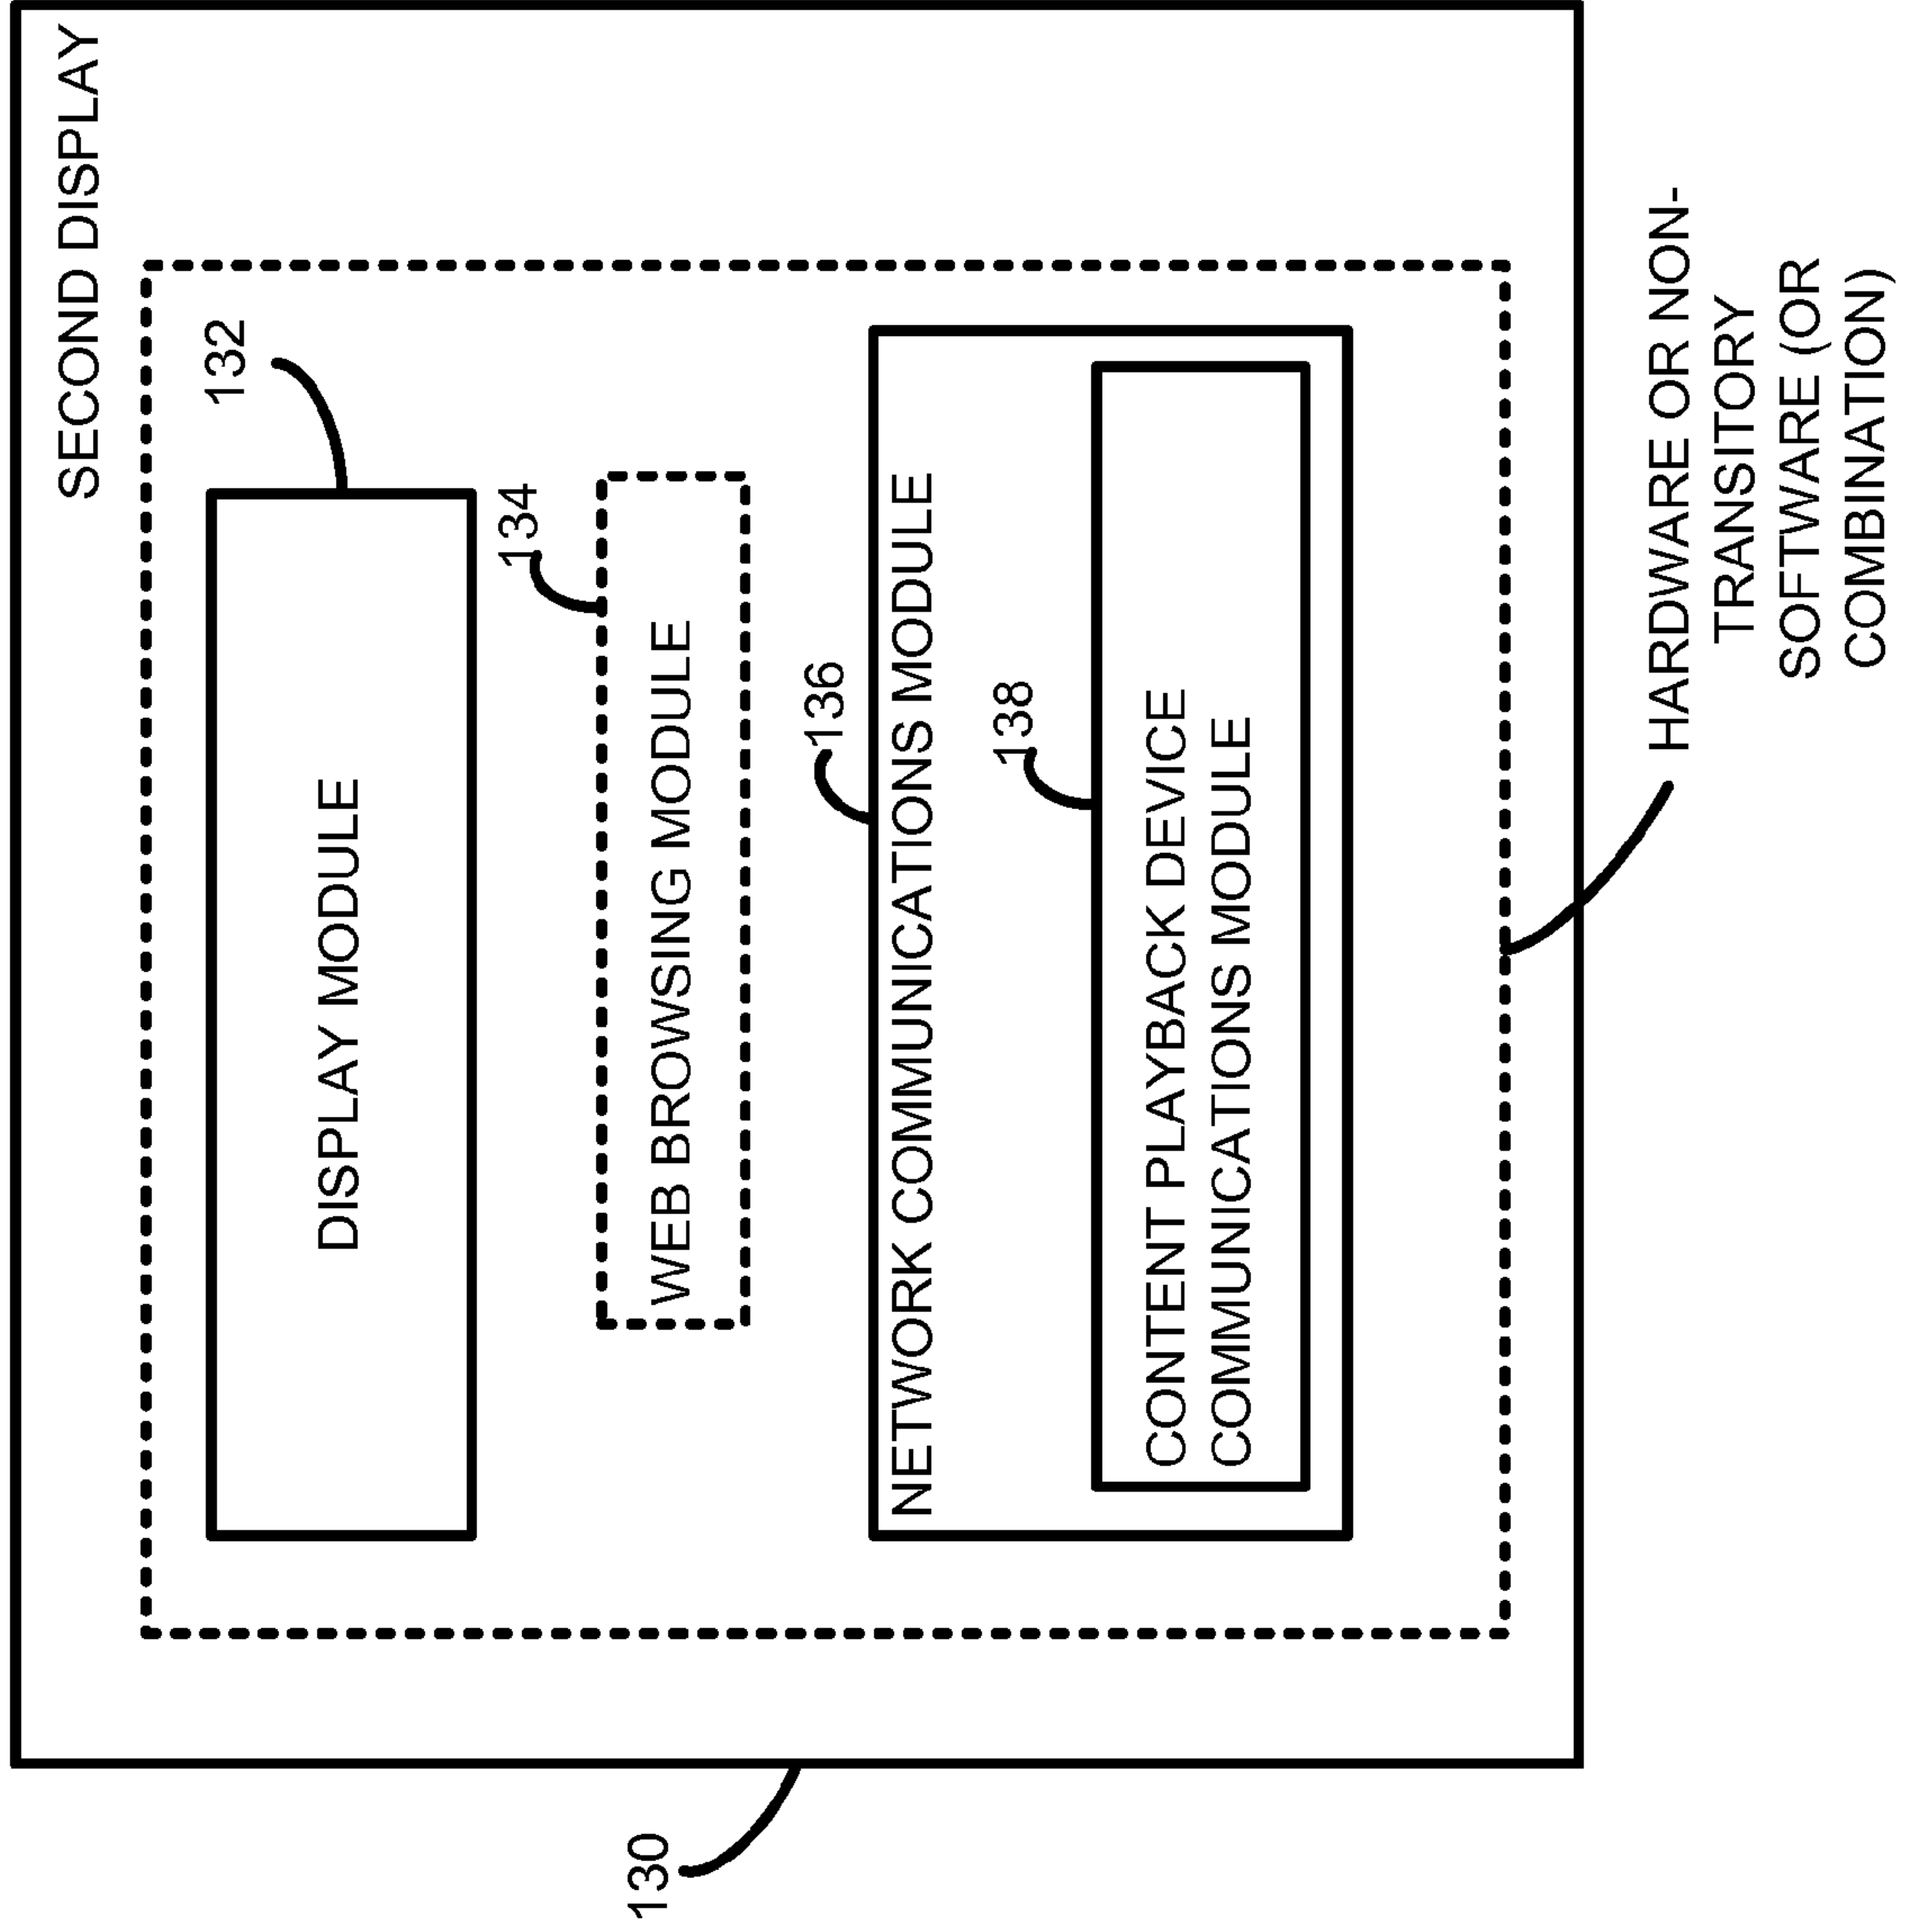 SECOND DISPLAY
132
DISPLAY MODULE
134
WEB BROWSING MODULE
136
NETWORK COMMUNICATIONS MODULE
138
CONTENT PLAYBACK DEVICE
COMMUNICATIONS MODULE
130
HARDWARE OR NON-
TRANSITORY
SOFTWARE (OR
COMBINATION)